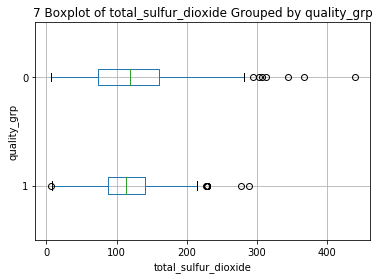 7 Boxplot of total_sulfur_dioxide Grouped by quality_grp
0
quality_grp
1
0 100 200 300 400
total_sulfur_dioxide